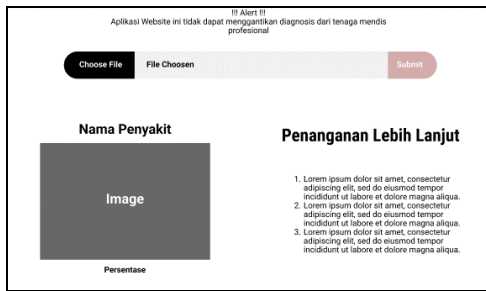 !!! Alert !!!
Aplikasi Website ini tidak dapat menggantikan diagnosis dari tenaga mendis
profesional
Choose File
File Choosen
Submit
Nama Penyakit
Image
Persentase
Penanganan Lebih Lanjut
1. Lorem ipsum dolor sit amet, consectetur
adipiscing elit, sed do eiusmod tempor
incididunt ut labore et dolore magna aliqua.
2. Lorem ipsum dolor sit amet, consectetur
adipiscing elit, sed do eiusmod tempor
incididunt ut labore et dolore magna aliqua.
3. Lorem ipsum dolor sit amet, consectetur
adipiscing elit, sed do eiusmod tempor
incididunt ut labore et dolore magna aliqua.